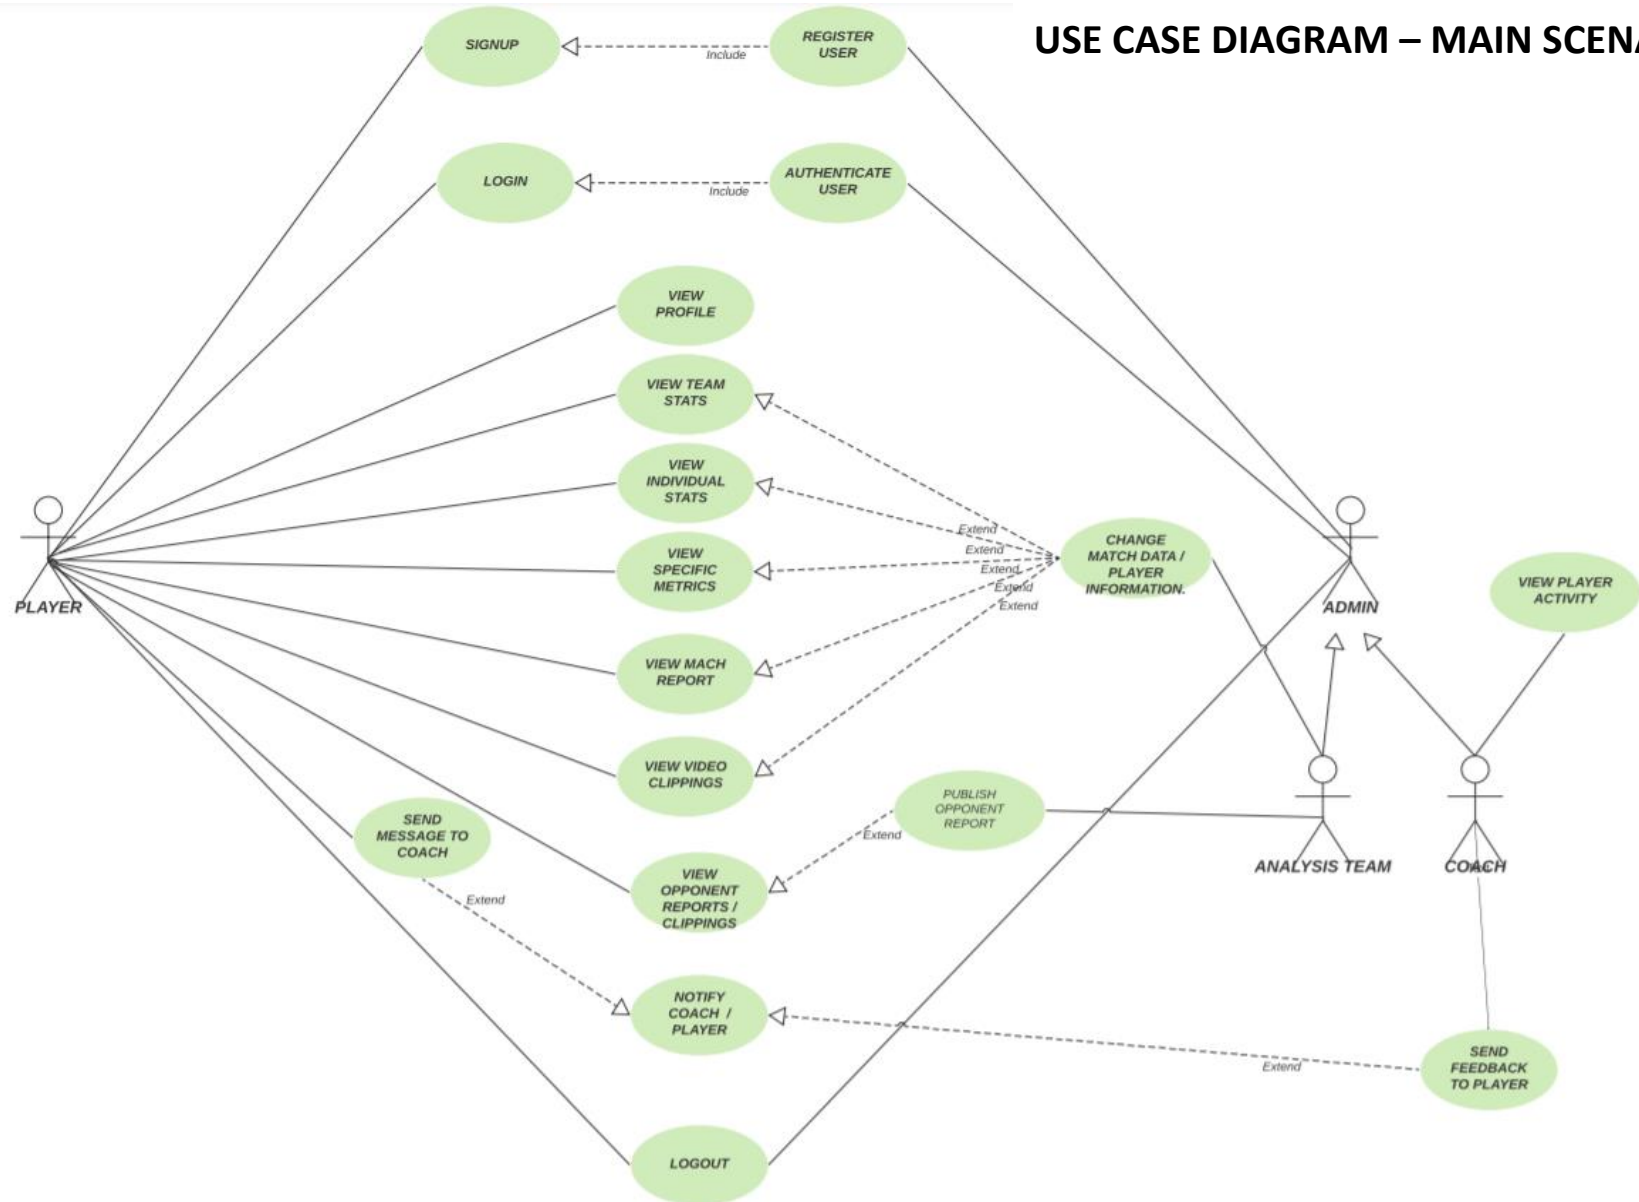 USE CASE DIAGRAM – MAIN SCENA
SIGNUP
Include
REGISTER
USER
LOGIN
Include
AUTHENTICATE
USER
VIEW
PROFILE
VIEW TEAM
STATS
VIEW
INDIVIDUAL
STATS
VIEW
SPECIFIC
METRICS
VIEW MACH
REPORT
VIEW VIDEO
CLIPPINGS
Extend
Extend
Extend
Extend
Extend
CHANGE
MATCH DATA /
PLAYER
INFORMATION.
PLAYER
ADMIN
VIEW PLAYER
ACTIVITY
SEND
MESSAGE TO
COACH
Extend
VIEW
OPPONENT
REPORTS /
CLIPPINGS
Extend
PUBLISH
OPPONENT
REPORT
ANALYSIS TEAM
COACH
NOTIFY
COACH /
PLAYER
Extend
SEND
FEEDBACK
TO PLAYER
LOGOUT